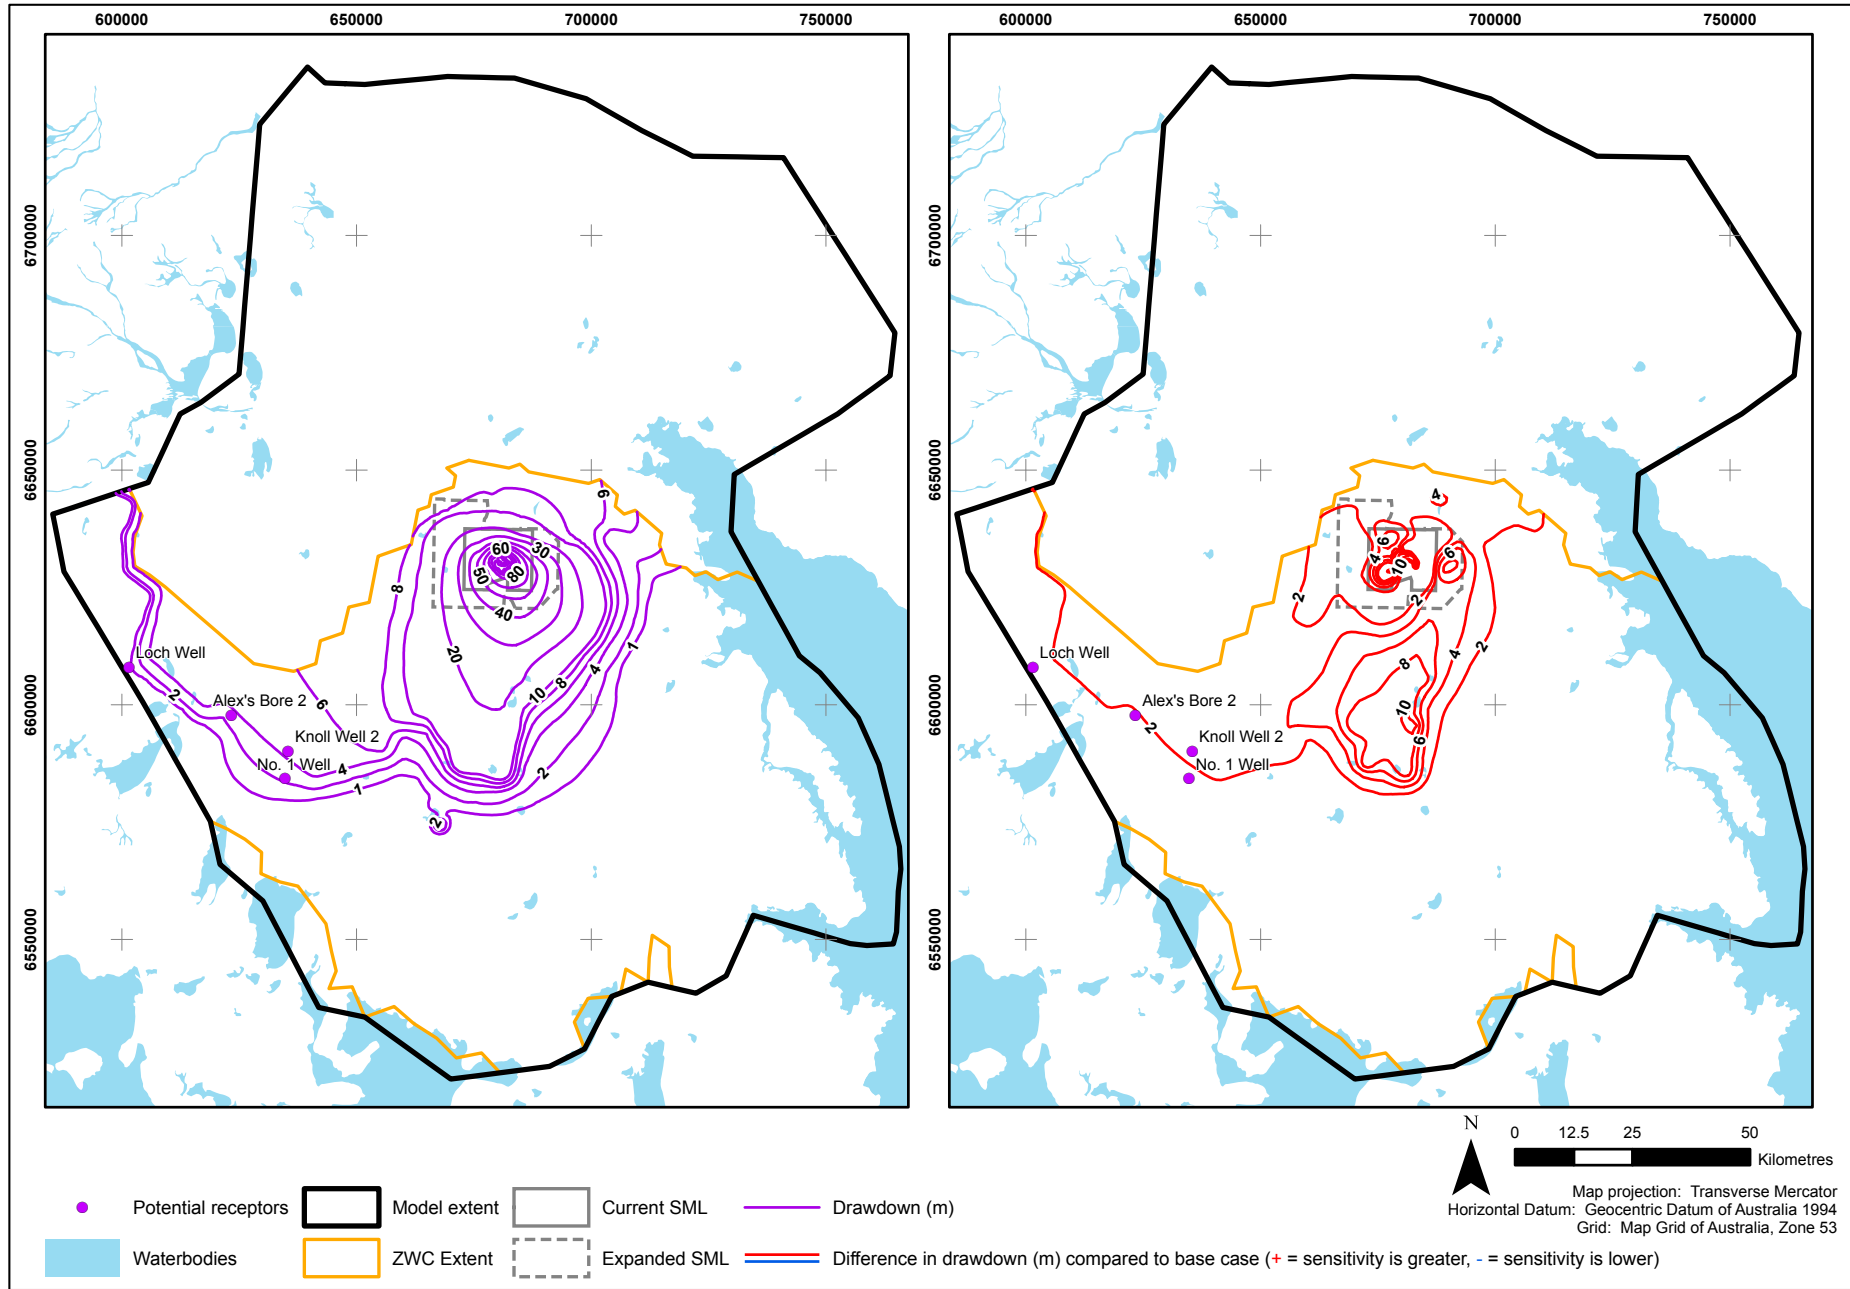 600000 650000 700000 750000
600000 650000 700000 750000
6700000
6650000
6600000
6550000
6700000
6650000
6600000
6550000
6
60
30
50
80
40
8
20
10
8
4
1
2
6
4
1
2
2
Loch Well
Alex's Bore 2
Knoll Well 2
No. 1 Well
4
6
4
10
6
2
2
8
4
2
10
6
2
Loch Well
Alex's Bore 2
Knoll Well 2
No. 1 Well
N
0 12.5 25 50
Kilometres
Map projection: Transverse Mercator
Horizontal Datum: Geocentric Datum of Australia 1994
Grid: Map Grid of Australia, Zone 53
Potential receptors
Model extent
Current SML
Drawdown (m)
Waterbodies
ZWC Extent
Expanded SML
Difference in drawdown (m) compared to base case (+ = sensitivity is greater, - = sensitivity is lower)